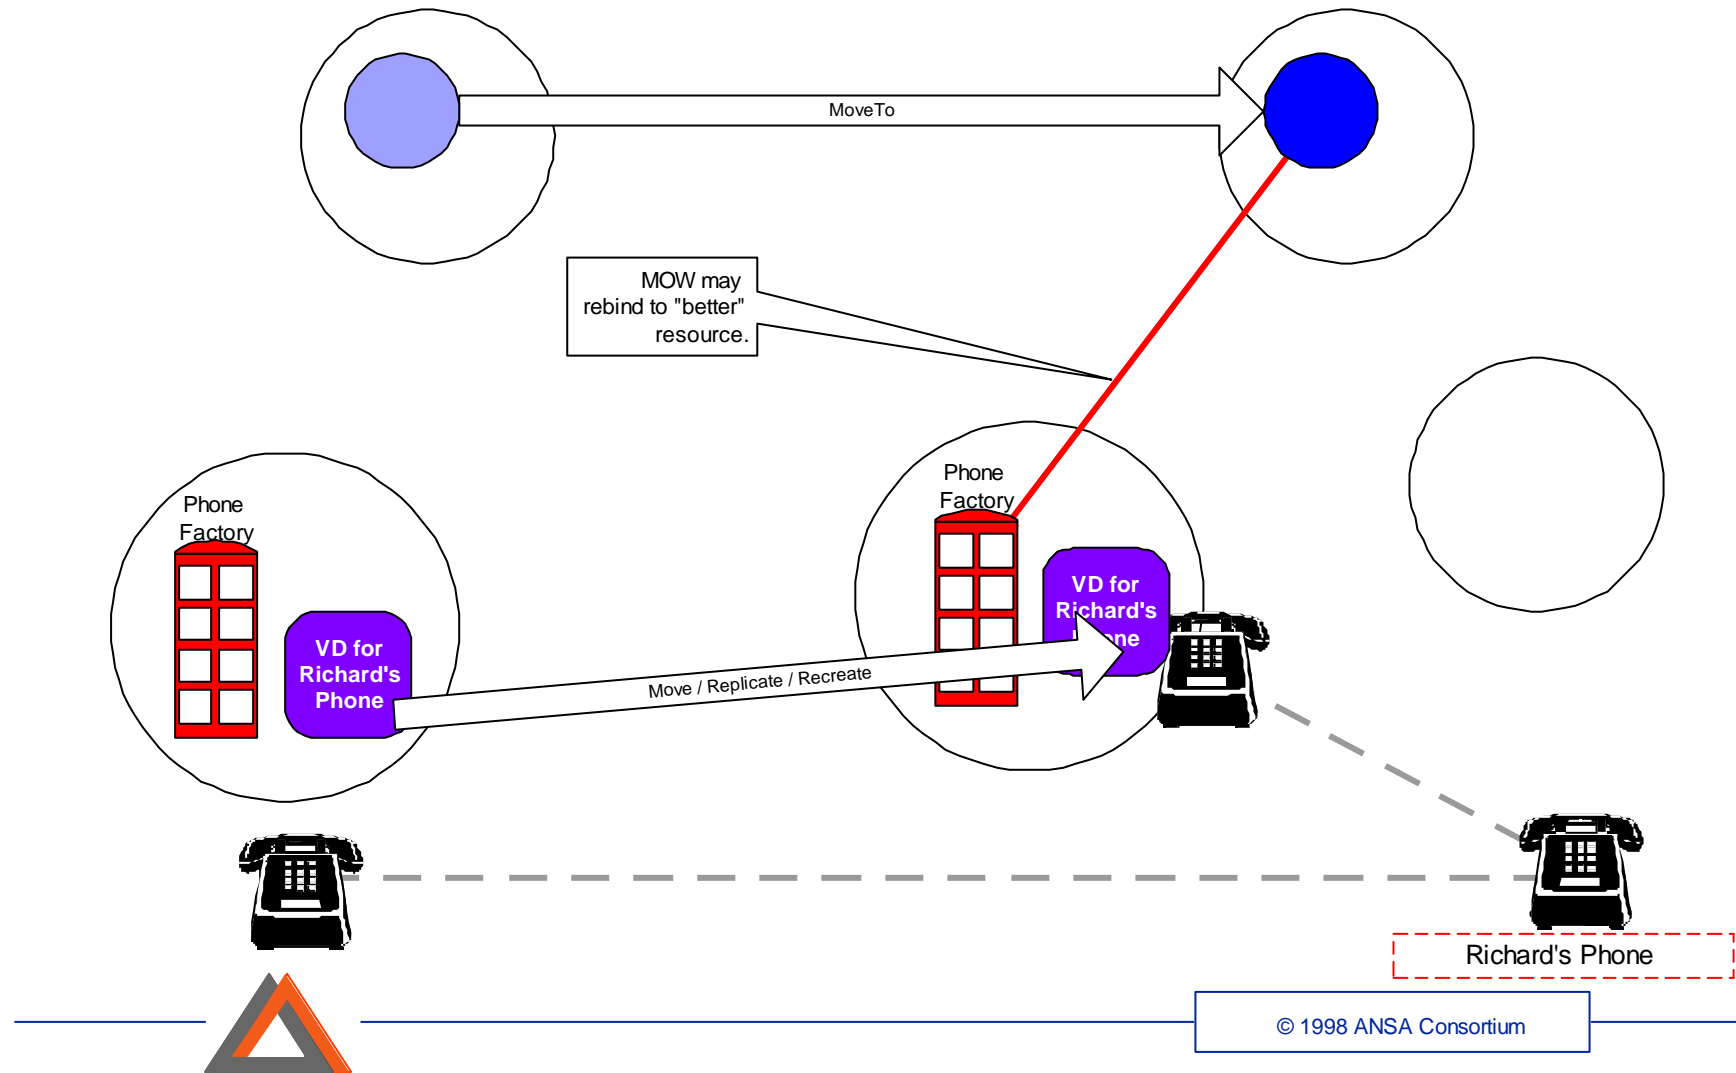 MoveTo
MOW may
rebind to "better"
resource.
Phone
Factory
Phone
Factory
VD for
Richard's
one
VD for
Richard's
Phone
Move / Replicate / Recreate
Richard's Phone
© 1998 ANSA Consortium